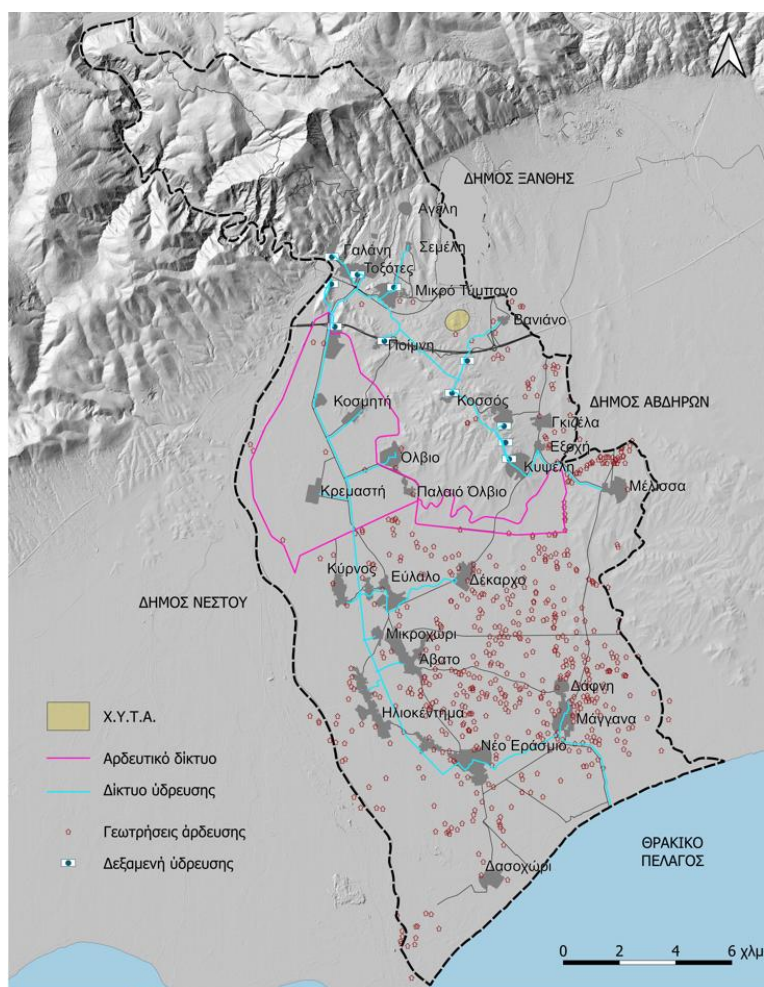 ΔΗΜΟΣ ΞΑΝΘΗΣ
Αγέλη
Γαλάνη
Σεμέλη
Τοξότες
Μικρό Τύμπανο
Βανιάνο
Ποίμνη
Κοσμητή
Κοσσός
ΔΗΜΟΣ ΑΒΔΗΡΩΝ
Γκιζέλα
Εξοχή
Όλβιο
Κυψέλη
Κρεμαστή
Παλαιό Όλβιο
Μέλισσα
Κύρνος
Εύλαλο
Δέκαρχο
ΔΗΜΟΣ ΝΕΣΤΟΥ
Μικροχώρι
Άβατο
Δάφνη
Χ.Υ.Τ.Α.
Ηλιοκέντημα
Μάγγανα
Αρδευτικό δίκτυο
Νέο Εράσμιο
Δίκτυο ύδρευσης
Γεωτρήσεις άρδευσης
ΘΡΑΚΙΚΟ
ΠΕΛΑΓΟΣ
Δεξαμενή ύδρευσης
Δασοχώρι
0 2 4 6 χλμ